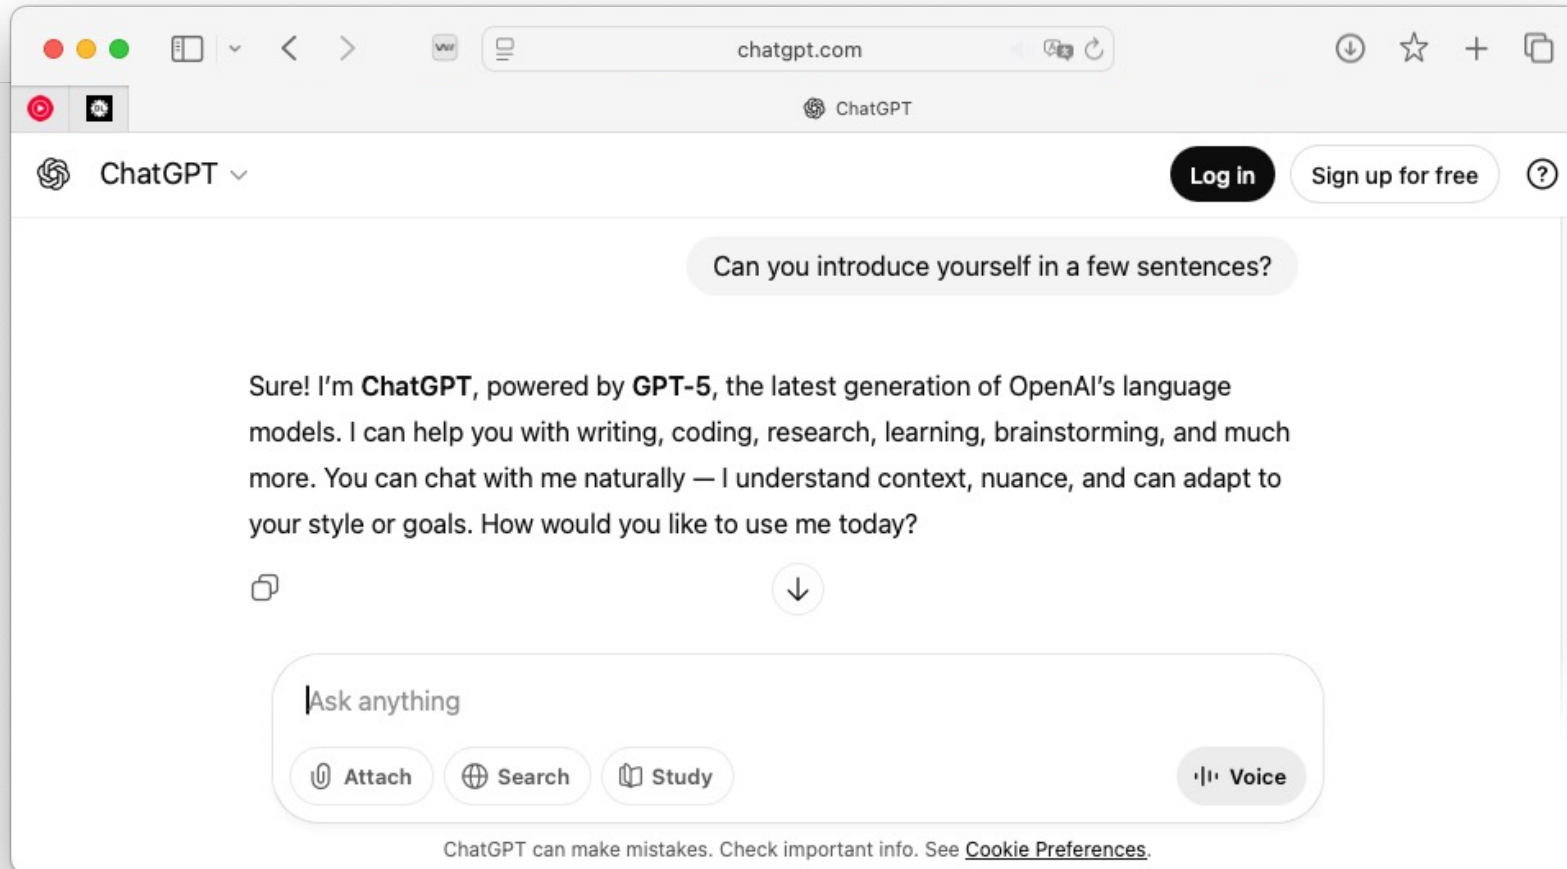 chatgpt.com
ChatGPT
ChatGPT
Log in
Sign up for free
Can you introduce yourself in a few sentences?
Sure! I’m ChatGPT, powered by GPT-5, the latest generation of OpenAI’s language
models. I can help you with writing, coding, research, learning, brainstorming, and much
more. You can chat with me naturally — I understand context, nuance, and can adapt to
your style or goals. How would you like to use me today?
Ask anything
Attach
Search
Study
Voice
ChatGPT can make mistakes. Check important info. See Cookie Preferences.